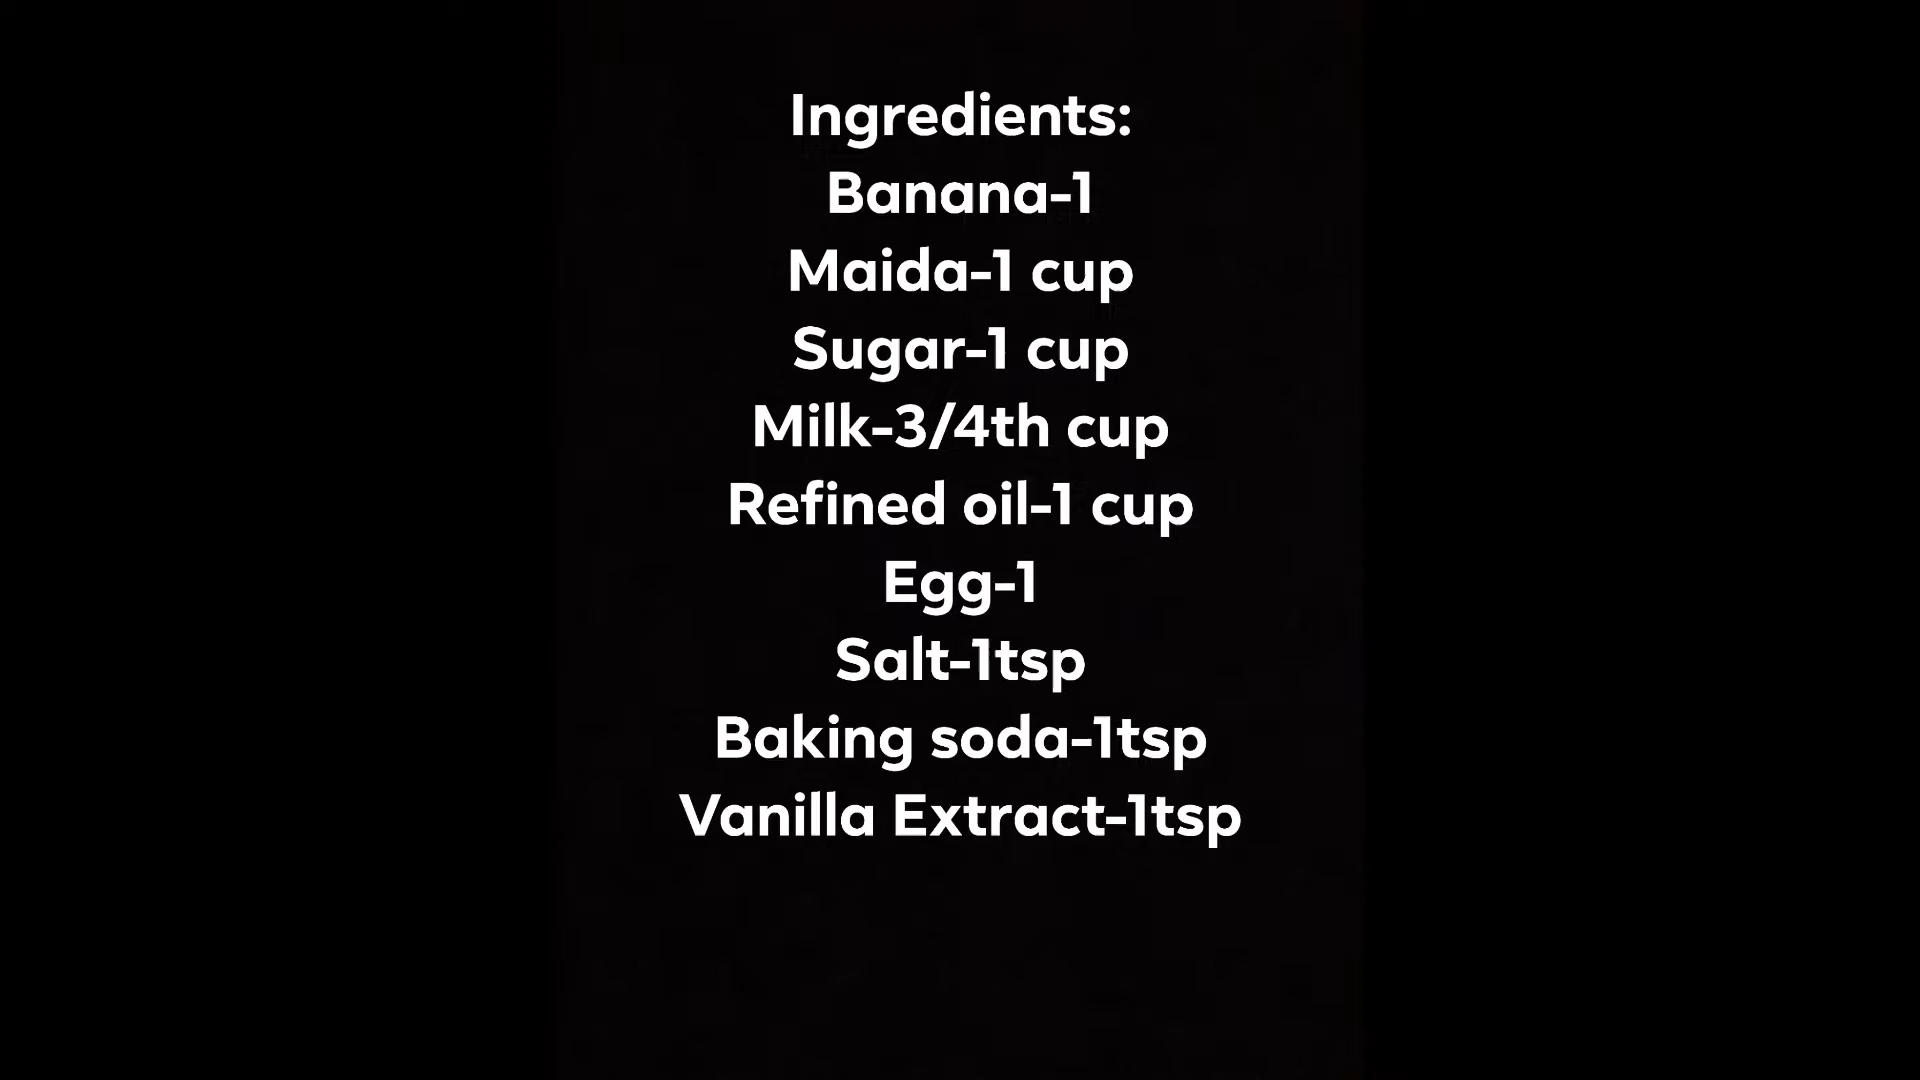 Ingredients:
Banana-1
Maida-1 cup
Sugar-1 cup
Milk-3/4th cup
Refined oil-1 cup
Egg-1
Salt-1tsp
Baking soda-1tsp
Vanilla Extract-1tsp